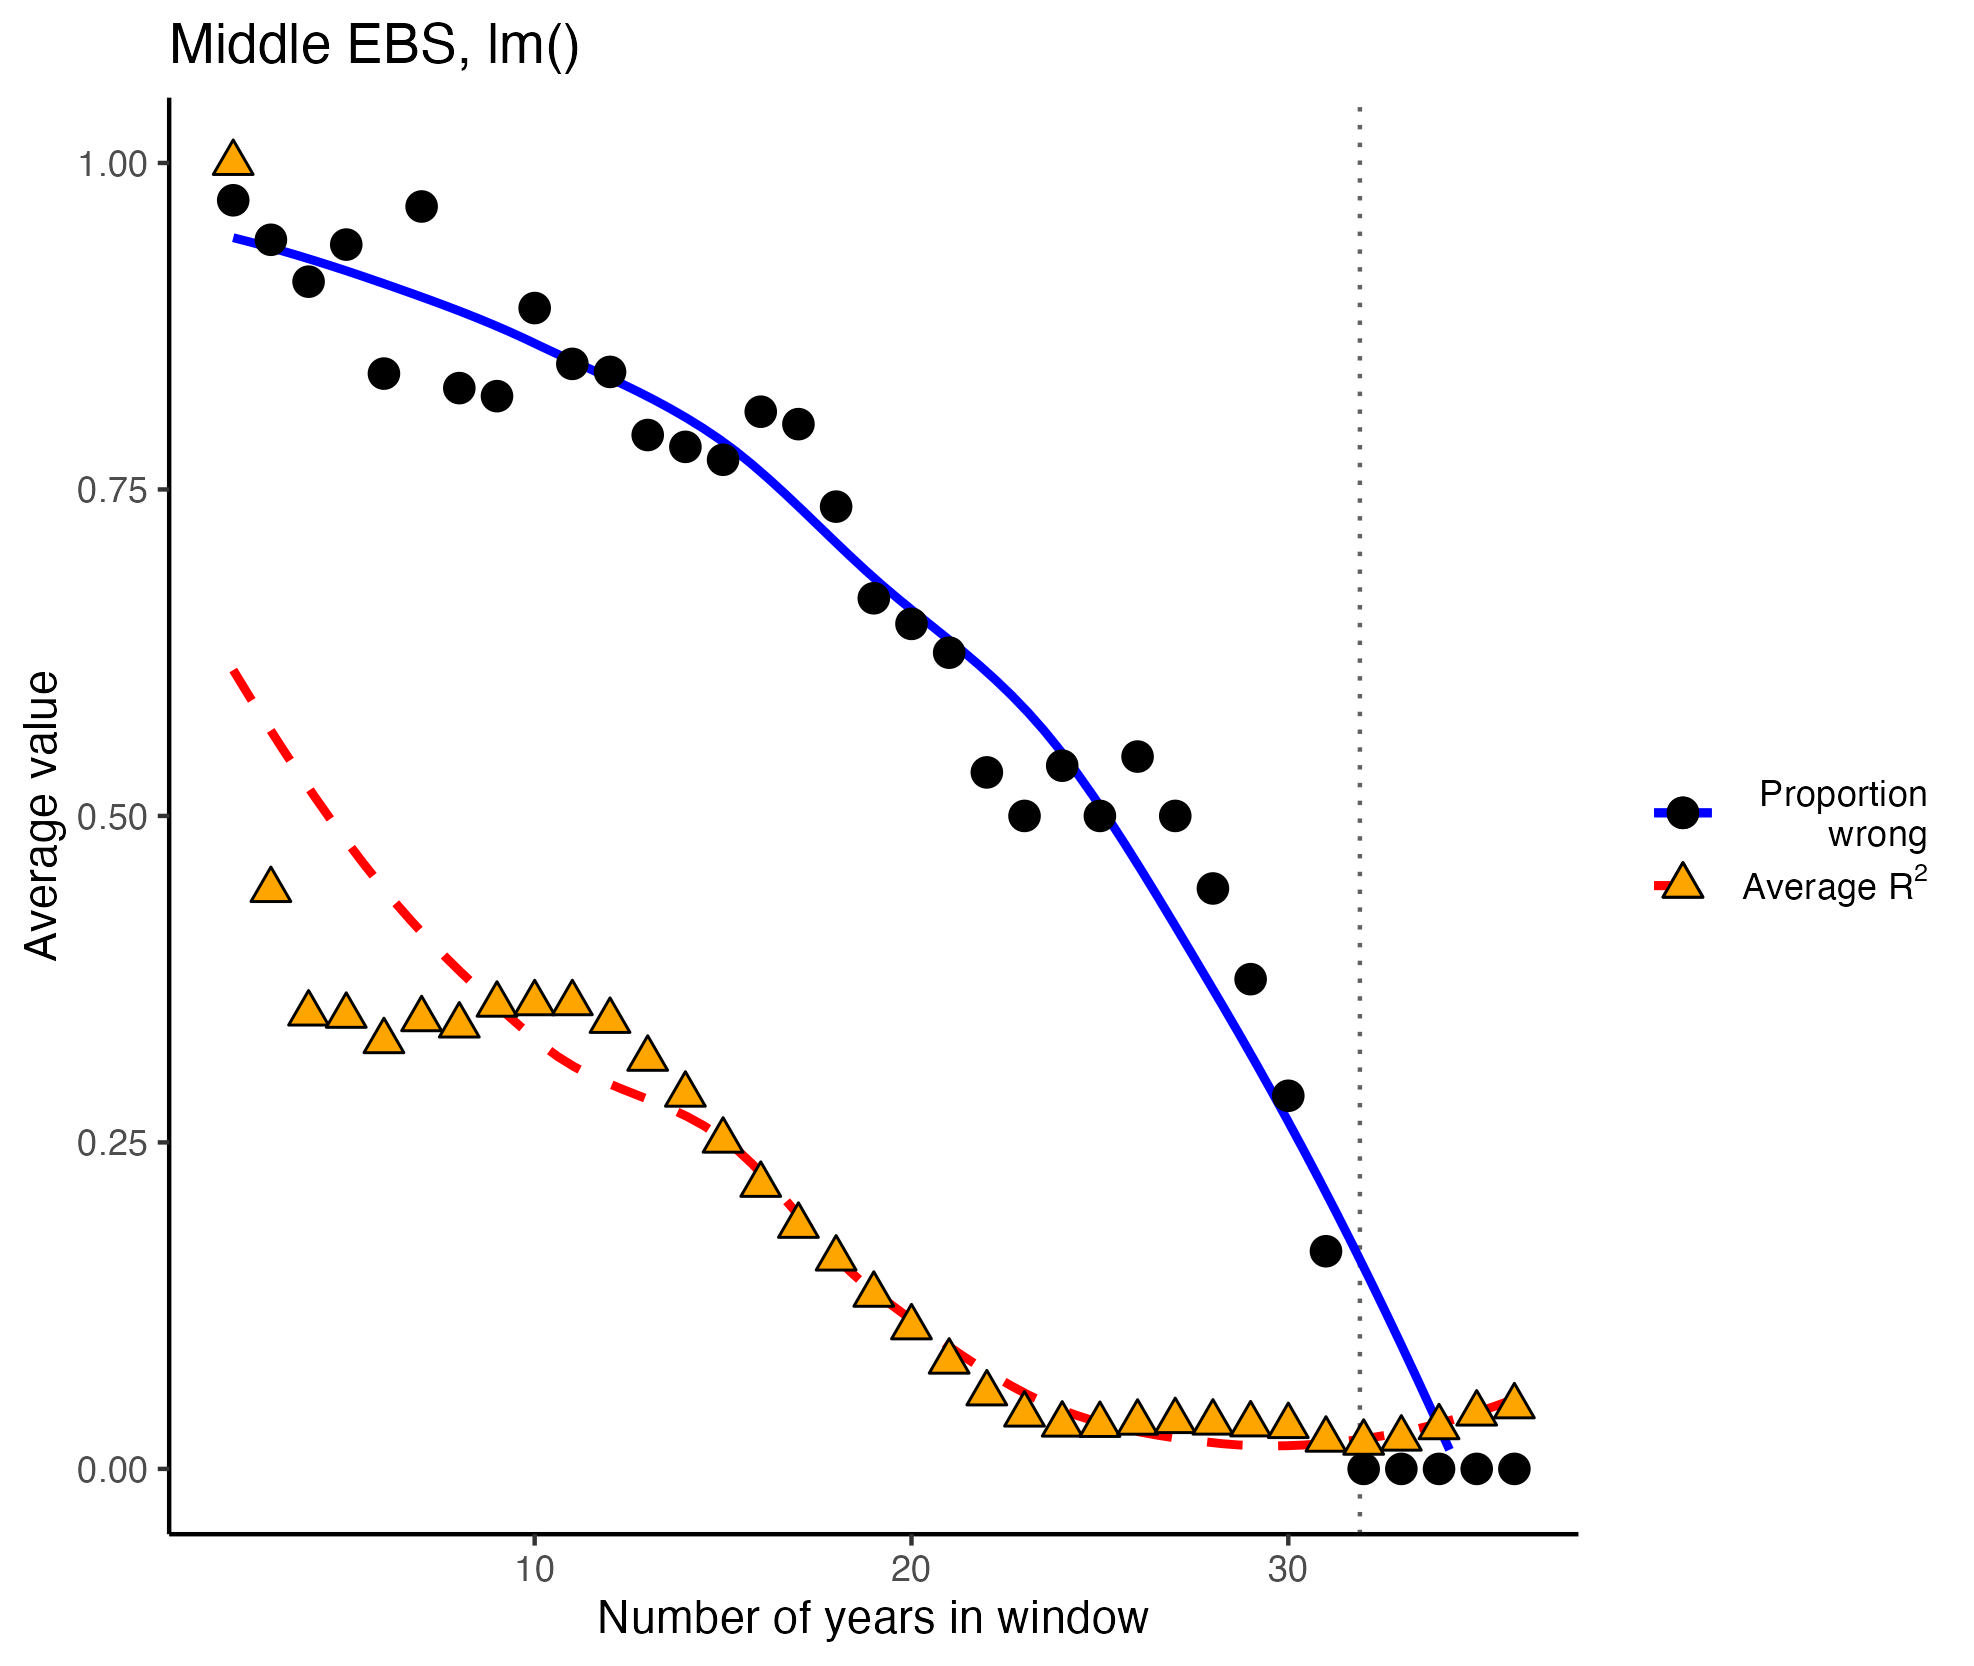 Middle EBS, lm()
1.00
0.75
0.50
0.25
0.00
Average value
10 20 30
Number of years in window
Proportion
wrong
Average R²